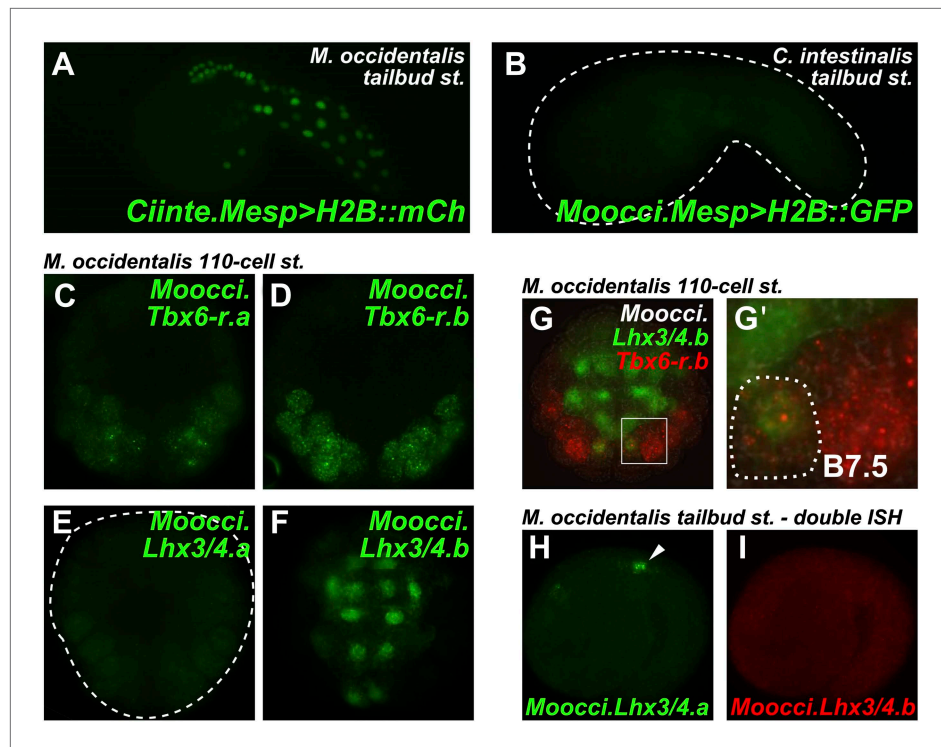 A
M. occidentalis
tailbud st.
Ciinte.Mesp>H2B::mCh
B
C. intestinalis
tailbud st.
Moocci.Mesp>H2B::GFP
M. occidentalis 110-cell st.
C
Moocci.
Tbx6-r.a
D
Moocci.
Tbx6-r.b
E
Moocci.
Lhx3/4.a
F
Moocci.
Lhx3/4.b
M. occidentalis 110-cell st.
G
Moocci.
Lhx3/4.b
Tbx6-r.b
G'
B7.5
M. occidentalis tailbud st. - double ISH
H
Moocci.Lhx3/4.a
I
Moocci.Lhx3/4.b